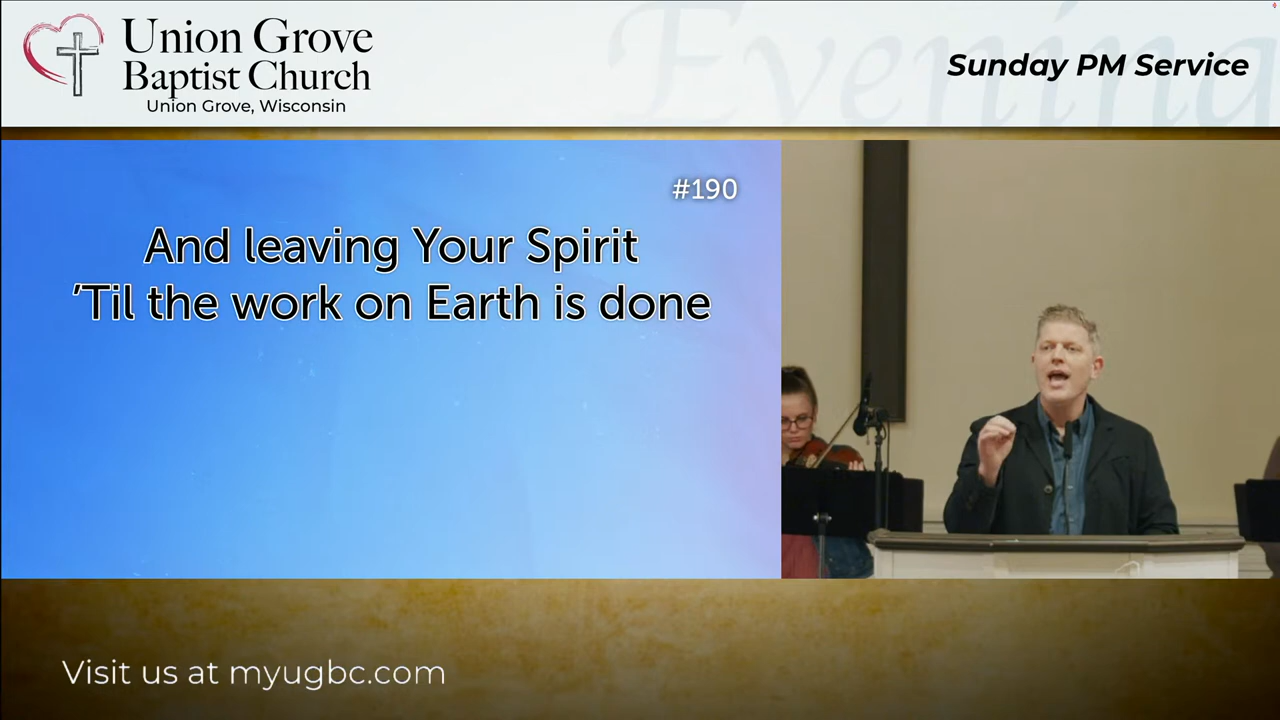 Union Grove
Baptist Church
Union Grove, Wisconsin
Evening
Sunday PM Service
#190
And leaving Your Spirit
’Til the work on Earth is done
Visit us at myugbc.com